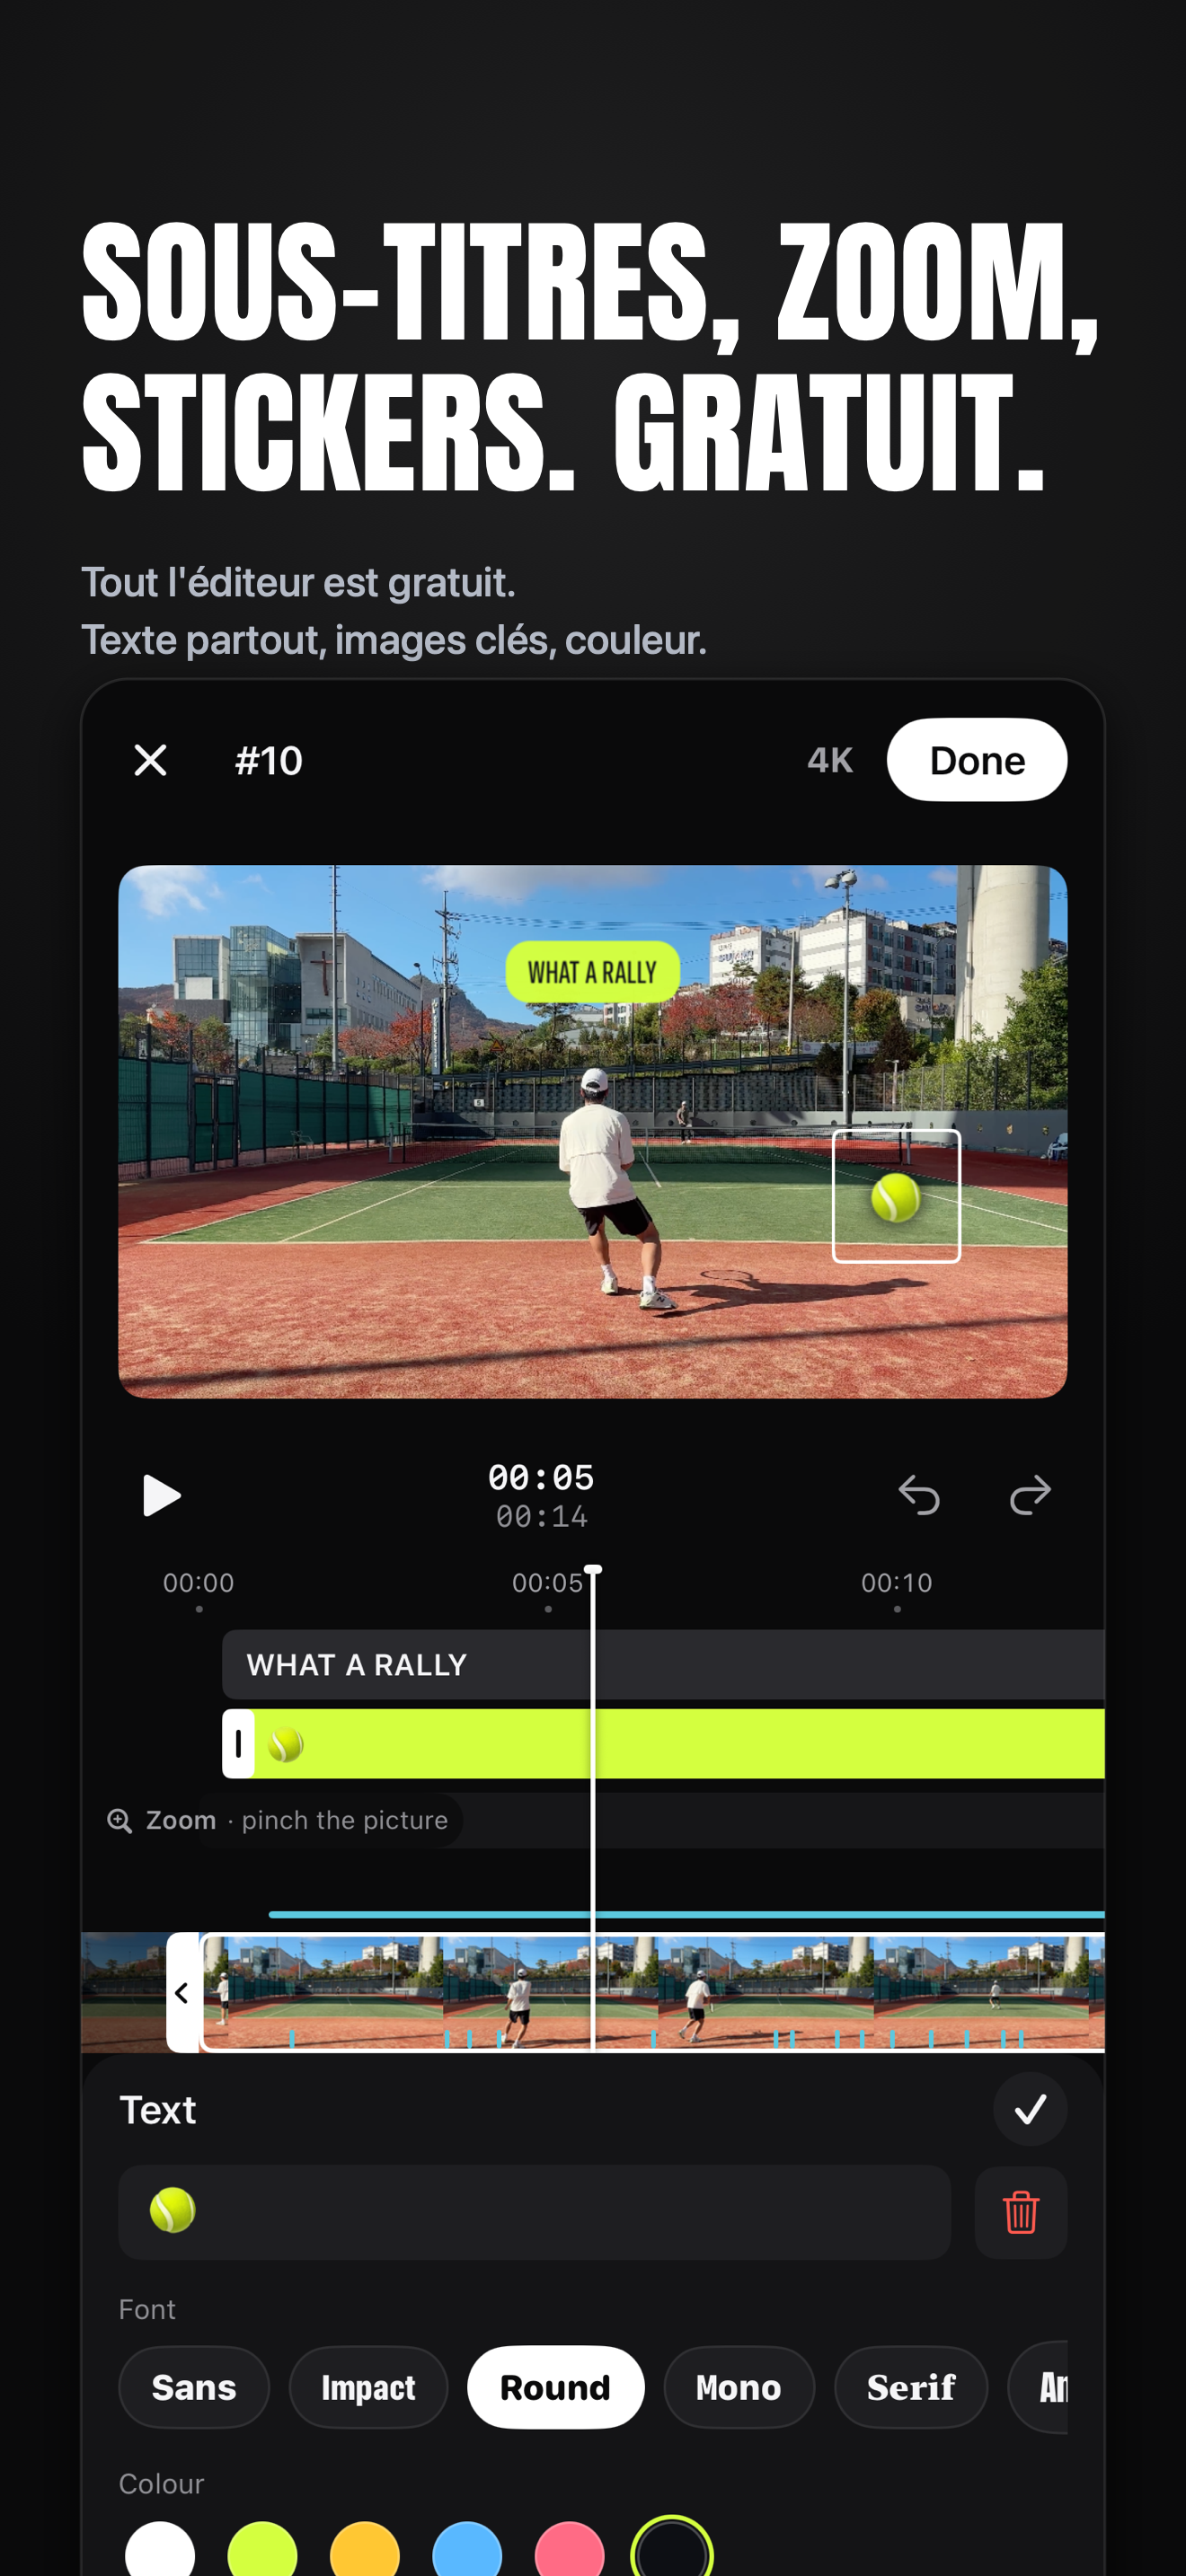 SOUS-TITRES, ZOOM,
STICKERS. GRATUIT.
Tout l'éditeur est gratuit.
Texte partout, images clés, couleur.
#10
4K
Done
WHAT A RALLY
00:05
00:14
00:00
00:05
00:10
WHAT A RALLY
Zoom · pinch the picture
Text
Font
Sans
Impact
Round
Mono
Serif
Colour